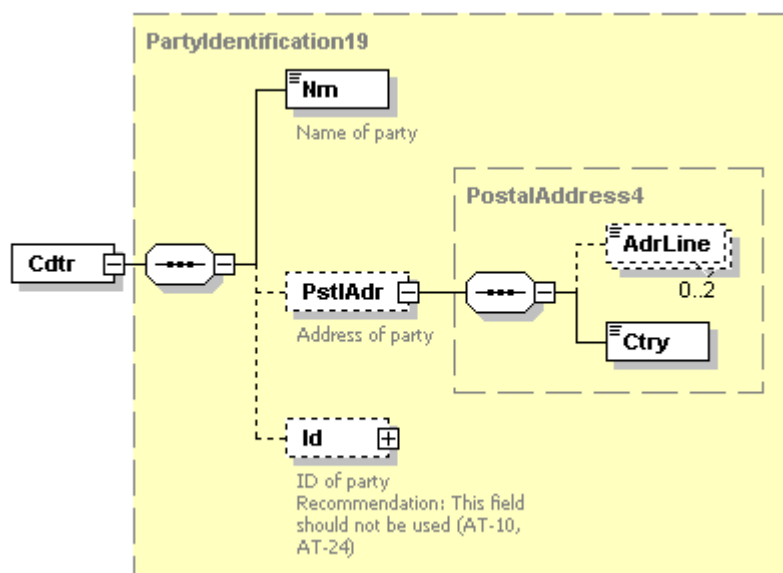 PartyIdentification19
Nm
Name of party
PostalAddress4
AdrLine
0..2
Cdtr
PstlAdr
Address of party
Ctry
Id
ID of party
Recommendation: This field
should not be used (AT-10,
AT-24)